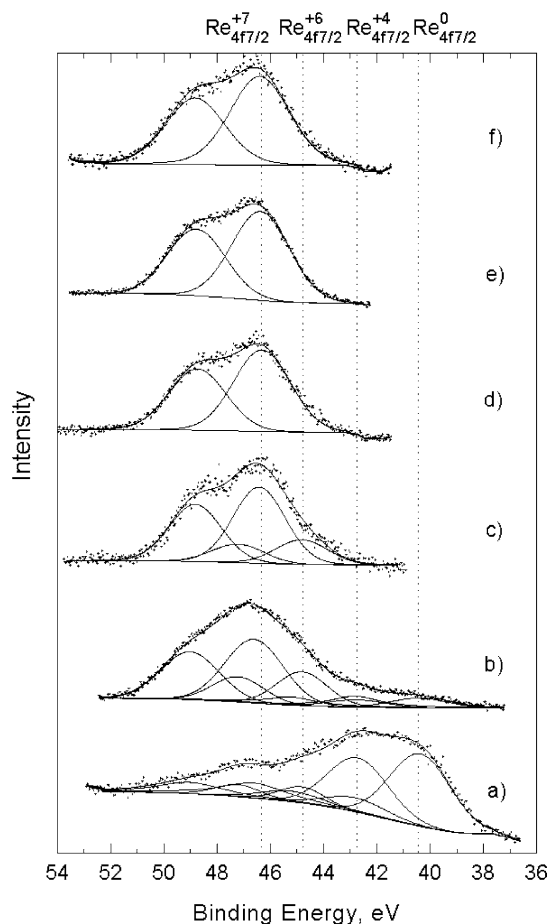 Re+7 4f7/2 Re+6 4f7/2 Re+4 4f7/2 Re0 4f7/2
f)
e)
d)
Intensity
c)
b)
a)
54 52 50 48 46 44 42 40 38 36
Binding Energy, eV